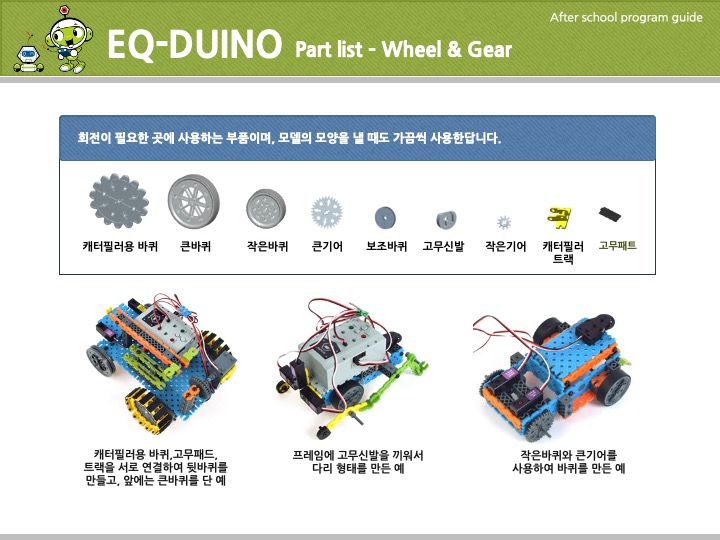 After school program guide
EQ-DUINO Part list - Wheel & Gear
회전이 필요한 곳에 사용하는 부품이며, 모델의 모양을 낼 때도 가끔씩 사용한답니다.
캐터필러용 바퀴 큰바퀴 작은바퀴 큰기어 보조바퀴 고무신발 작은기어 캐터필러 고무패트
트랙
캐터필러용 바퀴,고무패드,
트랙을 서로 연결하여 뒷바퀴를
만들고, 앞에는 큰바퀴를 단 예
프레임에 고무신발을 끼워서
다리 형태를 만든 예
작은바퀴와 큰기어를
사용하여 바퀴를 만든 예